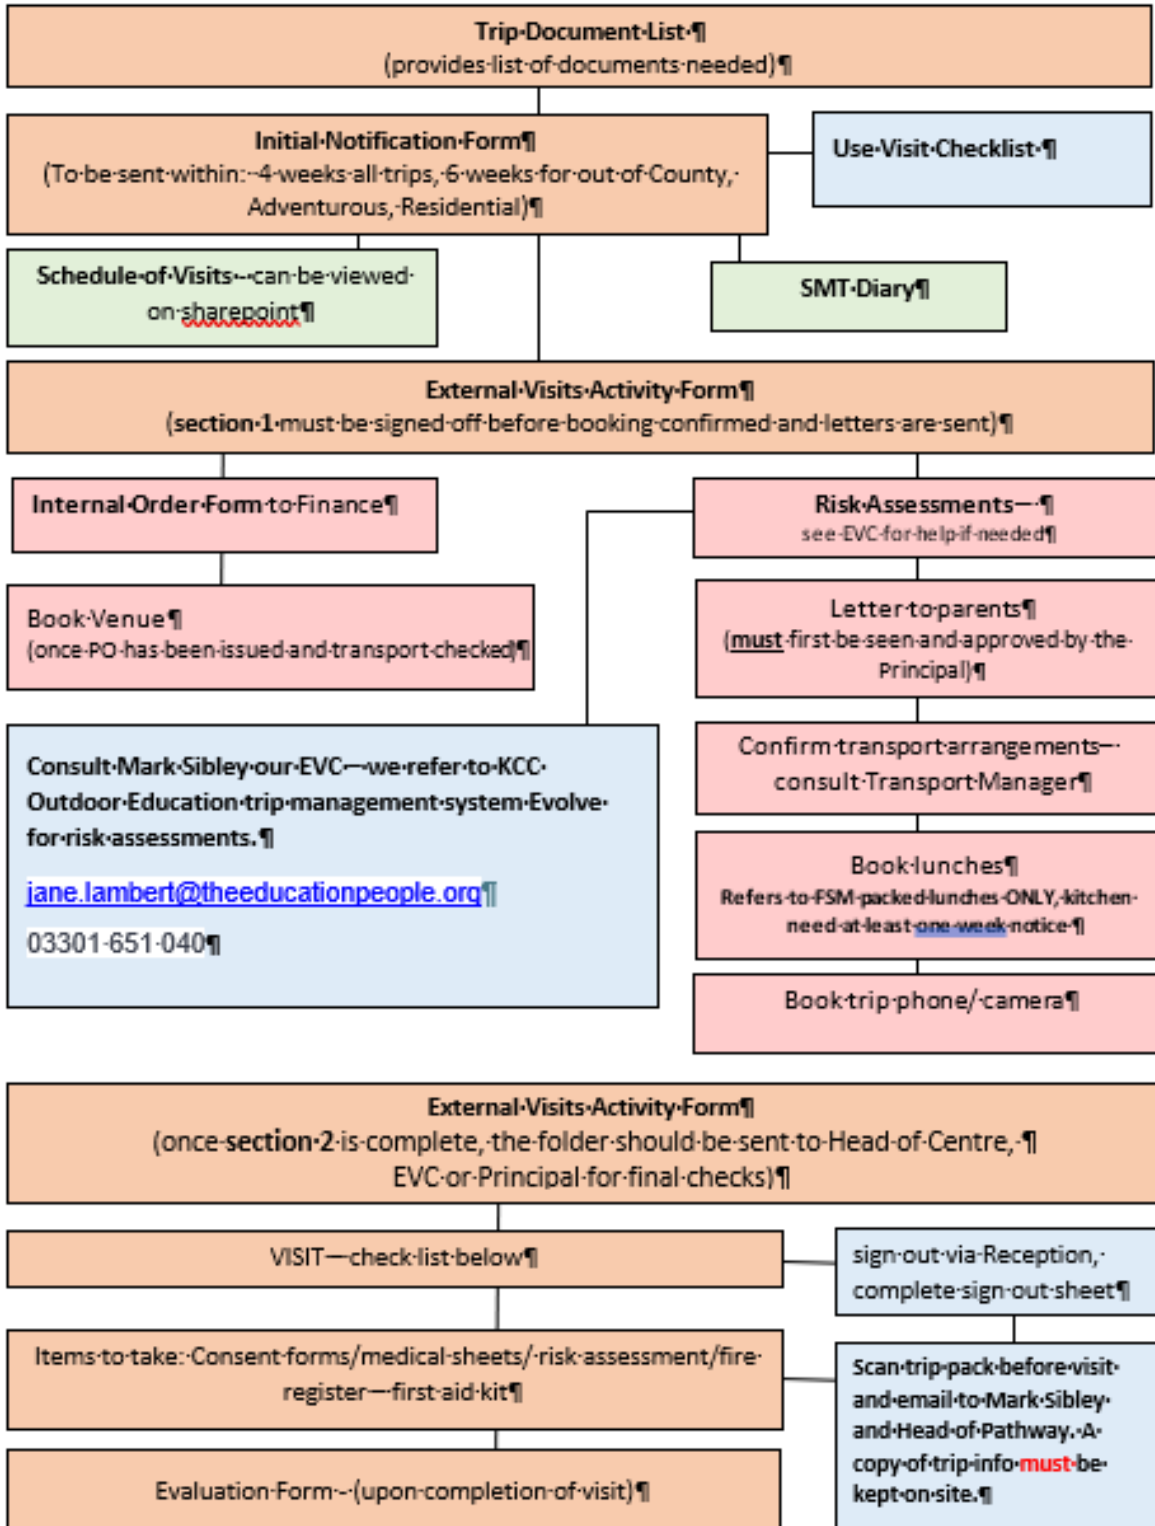 Trip Document List ¶
(provides list of documents needed)¶
Initial Notification Form¶
(To be sent within: 4 weeks all trips, 6 weeks for out of County,
Adventurous, Residential)¶
Use Visit Checklist ¶
Schedule of Visits – can be viewed
on sharepoint¶
SMT Diary¶
External Visits Activity Form¶
(section 1 must be signed off before booking confirmed and letters are sent)¶
Internal Order Form to Finance¶
Book Venue¶
(once PO has been issued and transport checked)¶
Risk Assessments – ¶
see EVC for help if needed¶
Letter to parents¶
(must first be seen and approved by the
Principal)¶
Confirm transport arrangements –
consult Transport Manager¶
Book lunches¶
Refers to FSM packed lunches ONLY, kitchen
need at least one week notice ¶
Book trip phone/ camera¶
Consult Mark Sibley our EVC – we refer to KCC
Outdoor Education trip management system Evolve
for risk assessments.¶
jane.lambert@theeducationpeople.org¶
03301 651 040¶
External Visits Activity Form¶
(once section 2 is complete, the folder should be sent to Head of Centre, ¶
EVC or Principal for final checks)¶
VISIT – check list below¶
sign out via Reception,
complete sign out sheet¶
Items to take: Consent forms/medical sheets/ risk assessment/fire
register – first aid kit¶
Scan trip pack before visit
and email to Mark Sibley
and Head of Pathway. A
copy of trip info must be
kept on site.¶
Evaluation Form - (upon completion of visit)¶